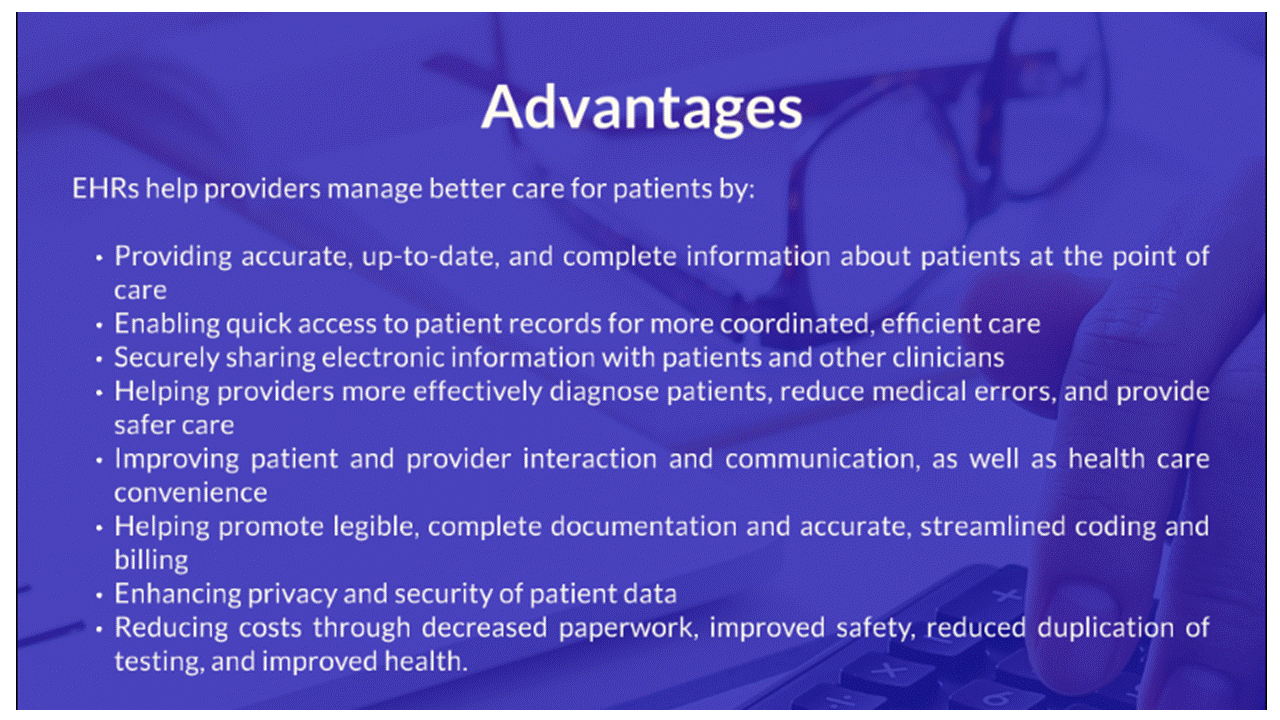 Advantages
EHRs help providers manage better care for patients by:
• Providing accurate, up-to-date, and complete information about patients at the point of
care
• Enabling quick access to patient records for more coordinated, efficient care
• Securely sharing electronic information with patients and other clinicians
• Helping providers more effectively diagnose patients, reduce medical errors, and provide
safer care
• Improving patient and provider interaction and communication, as well as health care
convenience
• Helping promote legible, complete documentation and accurate, streamlined coding and
billing
• Enhancing privacy and security of patient data
• Reducing costs through decreased paperwork, improved safety, reduced duplication of
testing, and improved health.
×
÷
6